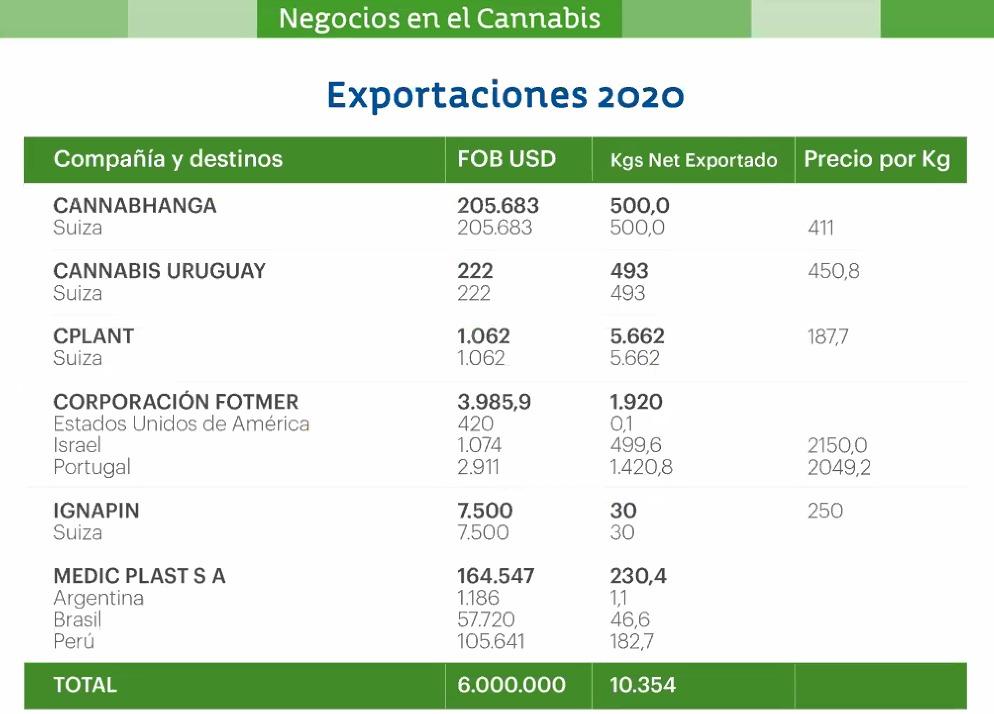 Negocios en el Cannabis
Exportaciones 2020
Compañía y destinos FOB USD Kgs Net Exportado Precio por Kg
CANNABHANGA 205.683 500,0
Suiza 205.683 500,0 411
CANNABIS URUGUAY 222 493 450,8
Suiza 222 493
CPLANT 1.062 5.662 187,7
Suiza 1.062 5.662
CORPORACIÓN FOTMER 3.985,9 1.920
Estados Unidos de América 420 0,1
Israel 1.074 499,6 2150,0
Portugal 2.911 1.420,8 2049,2
IGNAPIN 7.500 30 250
Suiza 7.500 30
MEDIC PLAST S A 164.547 230,4
Argentina 1.186 1,1
Brasil 57.720 46,6
Perú 105.641 182,7
TOTAL 6.000.000 10.354